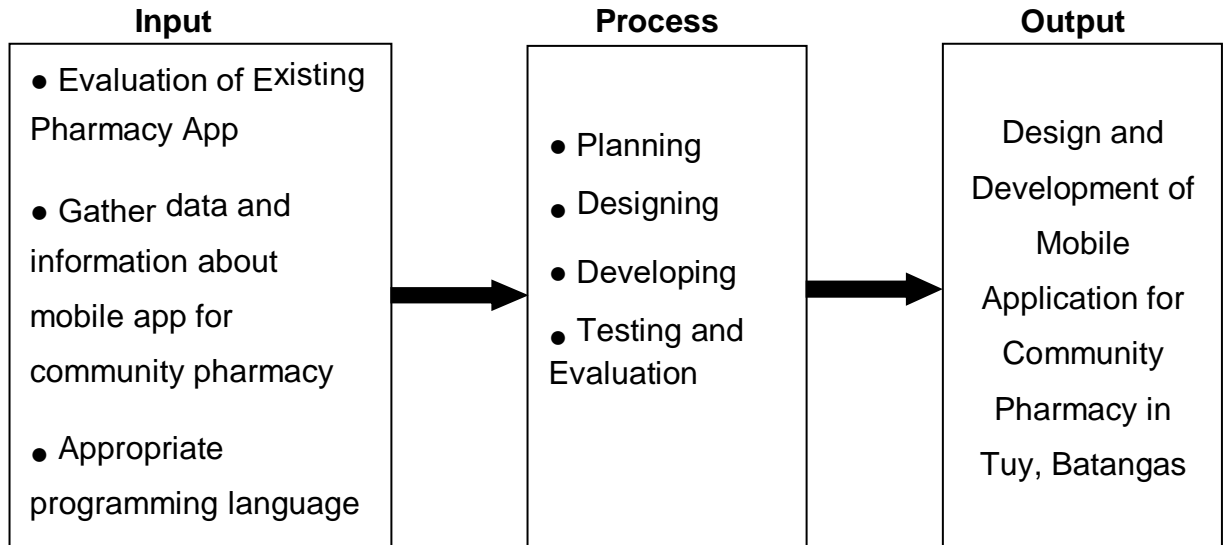 Input
● Evaluation of Existing
Pharmacy App
● Gather data and
information about
mobile app for
community pharmacy
● Appropriate
programming language
Process
● Planning
● Designing
● Developing
● Testing and
Evaluation
Output
Design and
Development of
Mobile
Application for
Community
Pharmacy in
Tuy, Batangas